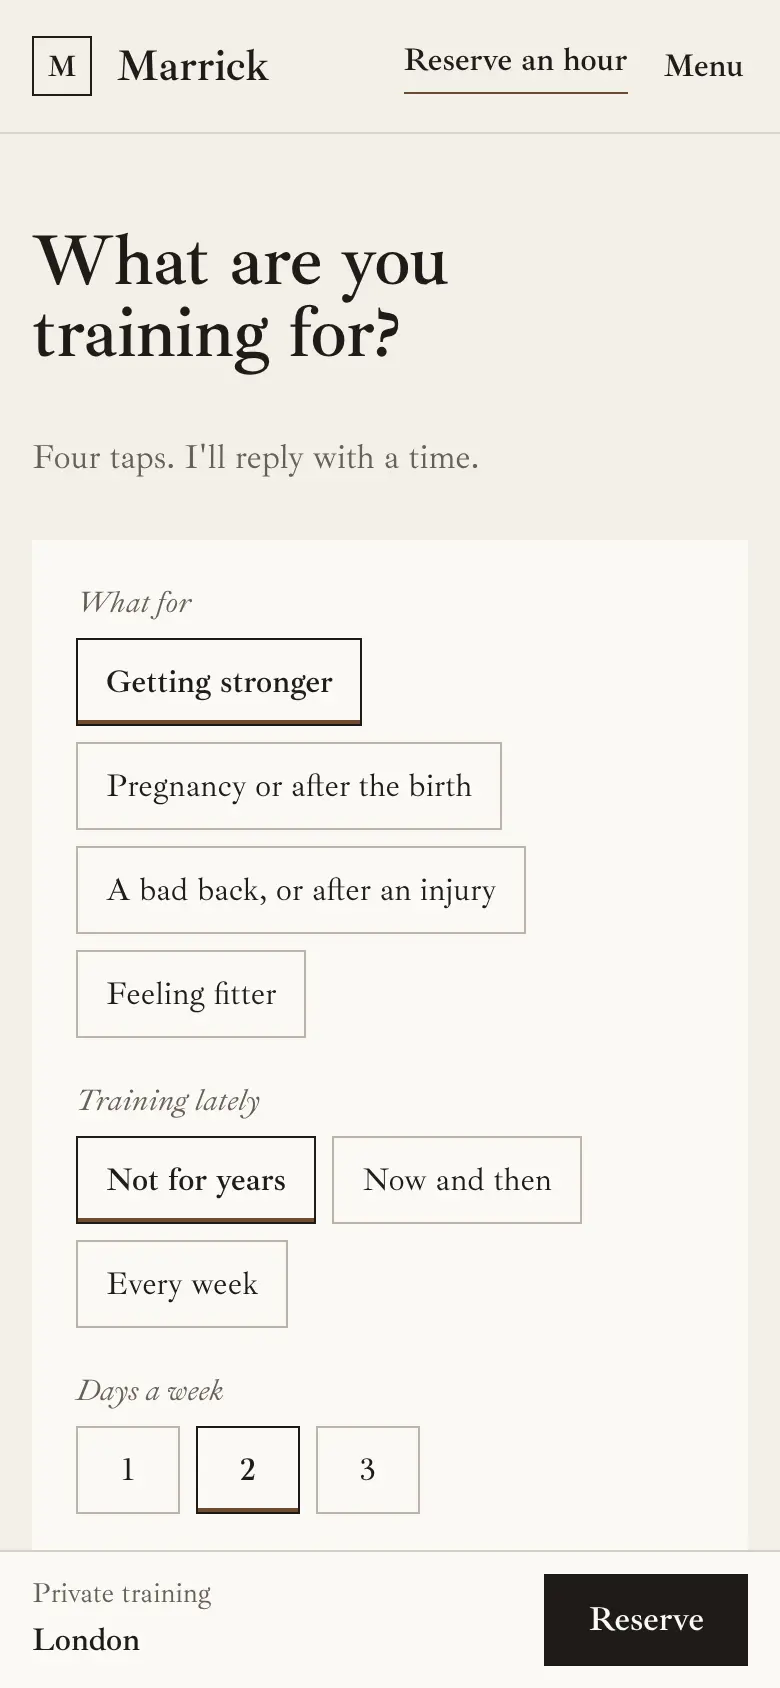 M Marrick Reserve an hour Menu
What are you
training for?
Four taps. I'll reply with a time.
What for
Getting stronger
Pregnancy or after the birth
A bad back, or after an injury
Feeling fitter
Training lately
Not for years Now and then
Every week
Days a week
1 2 3
Private training
London
Reserve